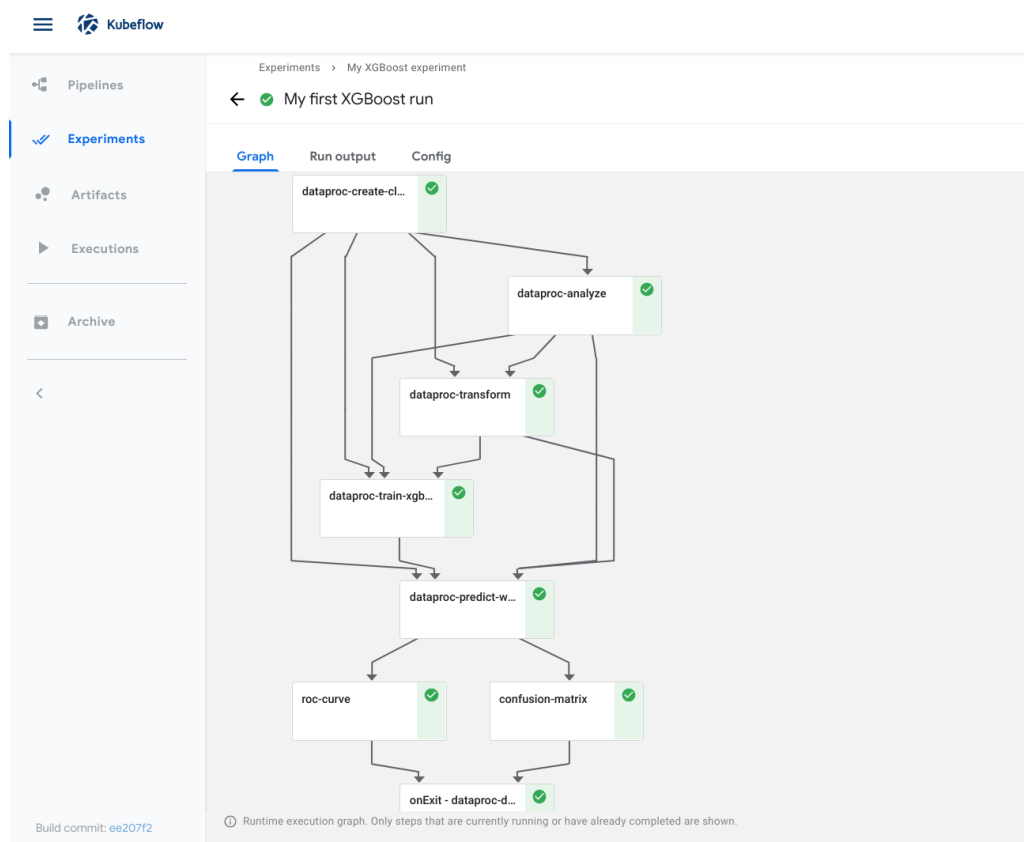 Kubeflow
Pipelines
Experiments
Artifacts
Executions
Archive
Build commit: ee207f2
Experiments › My XGBoost experiment
My first XGBoost run
Graph Run output Config
dataproc-create-cl...
dataproc-analyze
dataproc-transform
dataproc-train-xgb...
dataproc-predict-w...
roc-curve
confusion-matrix
onExit - dataproc-d...
Runtime execution graph. Only steps that are currently running or have already completed are shown.